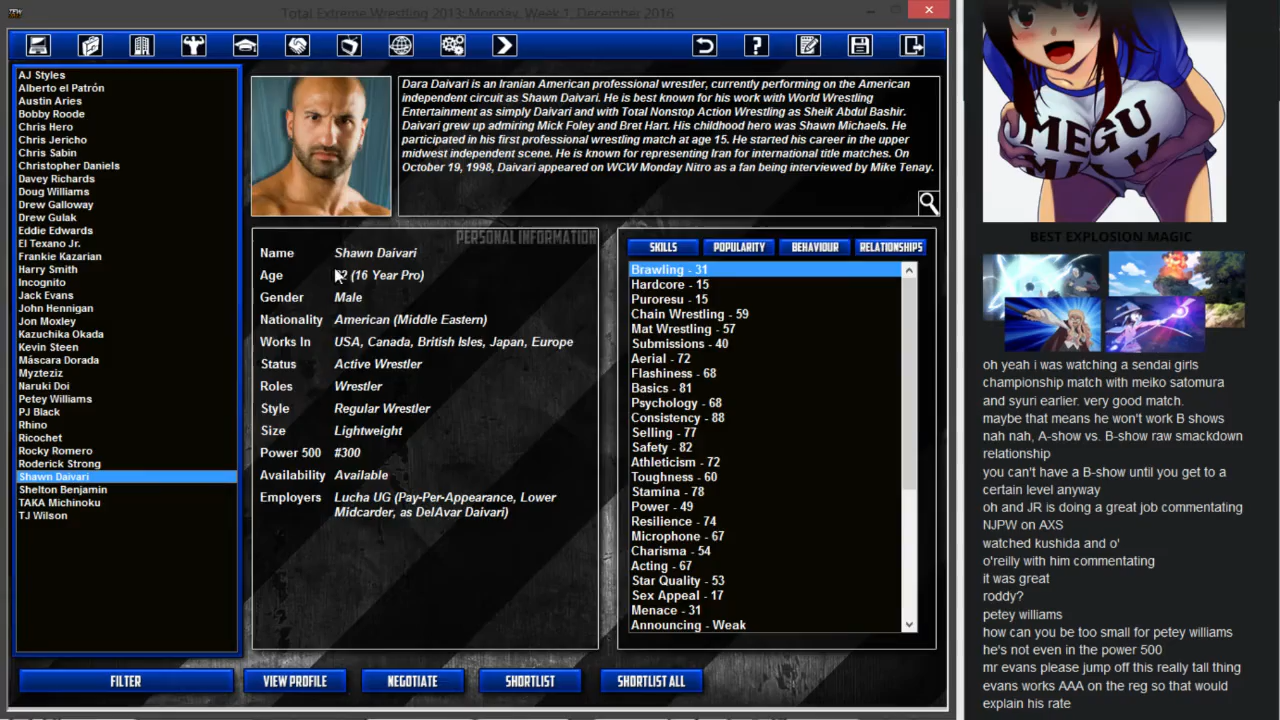 Total Extreme Wrestling 2013: Monday, Week 1, December 2016
AJ Styles
Alberto el Patrón
Austin Aries
Bobby Roode
Chris Hero
Chris Jericho
Chris Sabin
Christopher Daniels
Davey Richards
Doug Williams
Drew Galloway
Drew Gulak
Eddie Edwards
El Texano Jr.
Frankie Kazarian
Harry Smith
Incognito
Jack Evans
John Hennigan
Jon Moxley
Kazuchika Okada
Kevin Steen
Máscara Dorada
Myzteziz
Naruki Doi
Petey Williams
PJ Black
Rhino
Ricochet
Rocky Romero
Roderick Strong
Shawn Daivari
Shelton Benjamin
TAKA Michinoku
TJ Wilson
Dara Daivari is an Iranian American professional wrestler, currently performing on the American
independent circuit as Shawn Daivari. He is best known for his work with World Wrestling
Entertainment as simply Daivari and with Total Nonstop Action Wrestling as Sheik Abdul Bashir.
Daivari grew up admiring Mick Foley and Bret Hart. His childhood hero was Shawn Michaels. He
participated in his first professional wrestling match at age 15. He started his career in the upper
midwest independent scene. He is known for representing Iran for international title matches. On
October 19, 1998, Daivari appeared on WCW Monday Nitro as a fan being interviewed by Mike Tenay.
PERSONAL INFORMATION
Name Shawn Daivari
Age (16 Year Pro)
Gender Male
Nationality American (Middle Eastern)
Works In USA, Canada, British Isles, Japan, Europe
Status Active Wrestler
Roles Wrestler
Style Regular Wrestler
Size Lightweight
Power 500 #300
Availability Available
Employers Lucha UG (Pay-Per-Appearance, Lower
Midcarder, as DelAvar Daivari)
SKILLS POPULARITY BEHAVIOUR RELATIONSHIPS
Brawling - 31
Hardcore - 15
Puroresu - 15
Chain Wrestling - 59
Mat Wrestling - 57
Submissions - 40
Aerial - 72
Flashiness - 68
Basics - 81
Psychology - 68
Consistency - 88
Selling - 77
Safety - 82
Athleticism - 72
Toughness - 60
Stamina - 78
Power - 49
Resilience - 74
Microphone - 67
Charisma - 54
Acting - 67
Star Quality - 53
Sex Appeal - 17
Menace - 31
Announcing - Weak
FILTER VIEW PROFILE NEGOTIATE SHORTLIST SHORTLIST ALL
MEGU
MILK
BEST EXPLOSION MAGIC
oh yeah i was watching a sendai girls
championship match with meiko satomura
and syuri earlier. very good match.
maybe that means he won't work B shows
nah nah, A-show vs. B-show raw smackdown
relationship
you can't have a B-show until you get to a
certain level anyway
oh and JR is doing a great job commentating
NJPW on AXS
watched kushida and o'
o'reilly with him commentating
it was great
roddy?
petey williams
how can you be too small for petey williams
he's not even in the power 500
mr evans please jump off this really tall thing
evans works AAA on the reg so that would
explain his rate